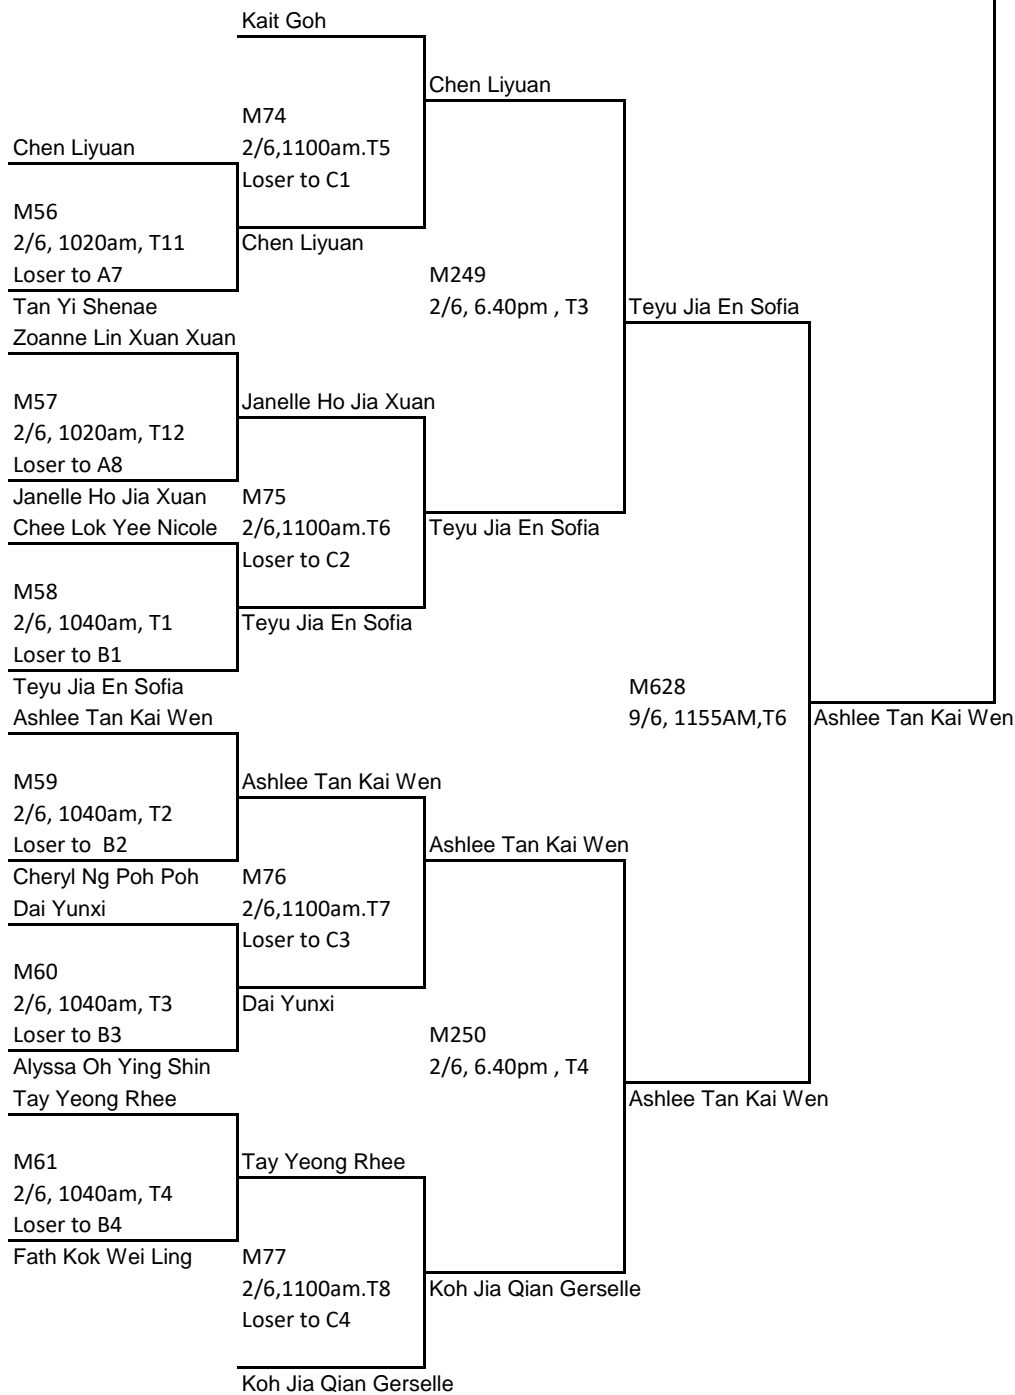 Kait Goh
Chen Liyuan
M74
2/6,1100am.T5
Loser to C1
Chen Liyuan
M56
2/6, 1020am, T11
Loser to A7
Chen Liyuan
Tan Yi Shenae
M249
2/6, 6.40pm , T3
Teyu Jia En Sofia
Zoanne Lin Xuan Xuan
M57
2/6, 1020am, T12
Loser to A8
Janelle Ho Jia Xuan
Janelle Ho Jia Xuan
M75
2/6,1100am.T6
Loser to C2
Teyu Jia En Sofia
Chee Lok Yee Nicole
M58
2/6, 1040am, T1
Loser to B1
Teyu Jia En Sofia
Teyu Jia En Sofia
M628
9/6, 1155AM,T6
Ashlee Tan Kai Wen
Ashlee Tan Kai Wen
M59
2/6, 1040am, T2
Loser to  B2
Ashlee Tan Kai Wen
Cheryl Ng Poh Poh
M76
2/6,1100am.T7
Loser to C3
Ashlee Tan Kai Wen
Dai Yunxi
M60
2/6, 1040am, T3
Loser to B3
Dai Yunxi
Alyssa Oh Ying Shin
M250
2/6, 6.40pm , T4
Ashlee Tan Kai Wen
Tay Yeong Rhee
M61
2/6, 1040am, T4
Loser to B4
Tay Yeong Rhee
Fath Kok Wei Ling
M77
2/6,1100am.T8
Loser to C4
Koh Jia Qian Gerselle
Koh Jia Qian Gerselle